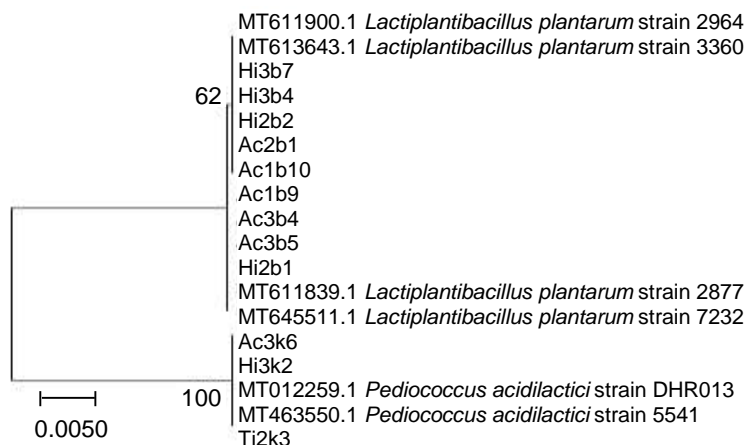 MT611900.1 Lactiplantibacillus plantarum strain 2964
MT613643.1 Lactiplantibacillus plantarum strain 3360
Hi3b7
62 Hi3b4
Hi2b2
Ac2b1
Ac1b10
Ac1b9
Ac3b4
Ac3b5
Hi2b1
MT611839.1 Lactiplantibacillus plantarum strain 2877
MT645511.1 Lactiplantibacillus plantarum strain 7232
Ac3k6
Hi3k2
100 MT012259.1 Pediococcus acidilactici strain DHR013
MT463550.1 Pediococcus acidilactici strain 5541
0.0050 Ti2k3